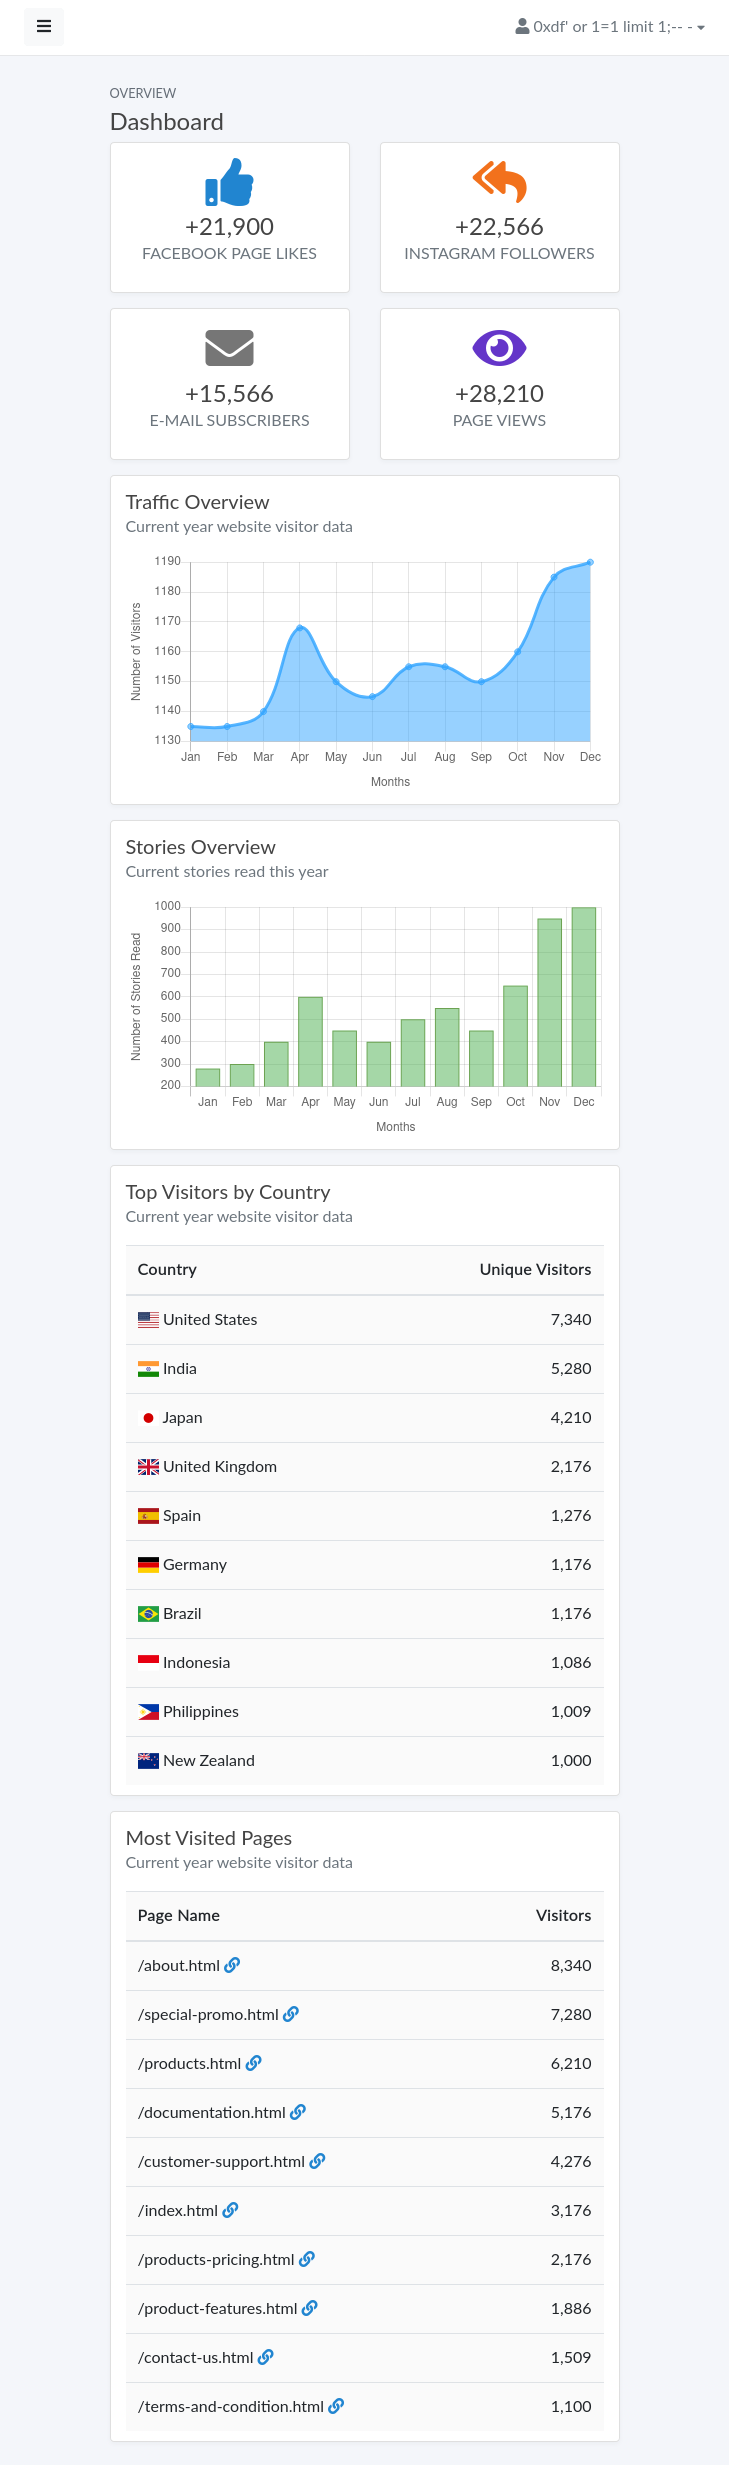 0xdf' or 1=1 limit 1;-- -
OVERVIEW
Dashboard
+21,900
FACEBOOK PAGE LIKES
+22,566
INSTAGRAM FOLLOWERS
+15,566
E-MAIL SUBSCRIBERS
+28,210
PAGE VIEWS
Traffic Overview
Current year website visitor data
Number of Visitors
1190
1180
1170
1160
1150
1140
1130
Jan Feb Mar Apr May Jun Jul Aug Sep Oct Nov Dec
Months
Stories Overview
Current stories read this year
Number of Stories Read
1000
900
800
700
600
500
400
300
200
Jan Feb Mar Apr May Jun Jul Aug Sep Oct Nov Dec
Months
Top Visitors by Country
Current year website visitor data
Country Unique Visitors
United States 7,340
India 5,280
Japan 4,210
United Kingdom 2,176
Spain 1,276
Germany 1,176
Brazil 1,176
Indonesia 1,086
Philippines 1,009
New Zealand 1,000
Most Visited Pages
Current year website visitor data
Page Name Visitors
/about.html 8,340
/special-promo.html 7,280
/products.html 6,210
/documentation.html 5,176
/customer-support.html 4,276
/index.html 3,176
/products-pricing.html 2,176
/product-features.html 1,886
/contact-us.html 1,509
/terms-and-condition.html 1,100